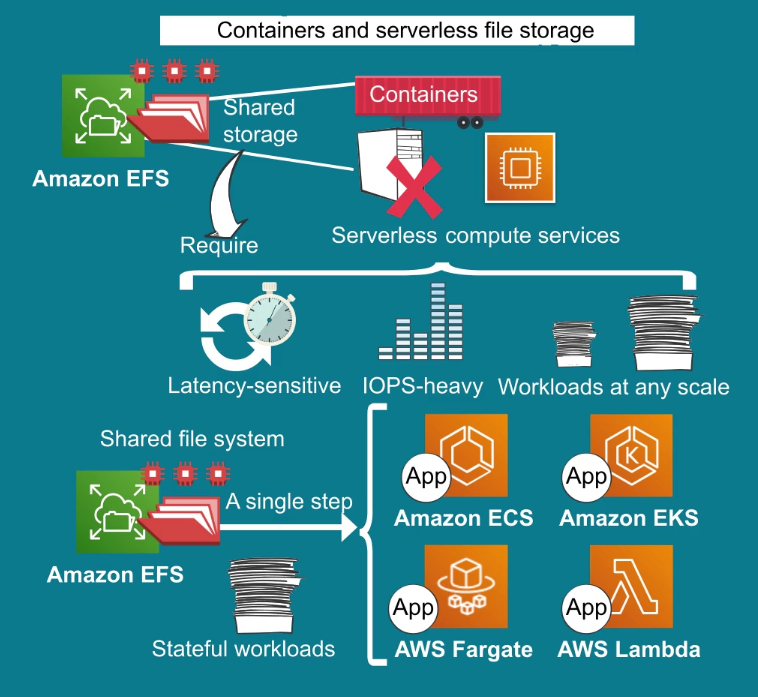 Containers and serverless file storage
Containers
Shared
storage
Amazon EFS
Require
Serverless compute services
Latency-sensitive
IOPS-heavy
Workloads at any scale
Shared file system
A single step
Amazon EFS
Stateful workloads
App
Amazon ECS
App
K
Amazon EKS
App
AWS Fargate
App
AWS Lambda